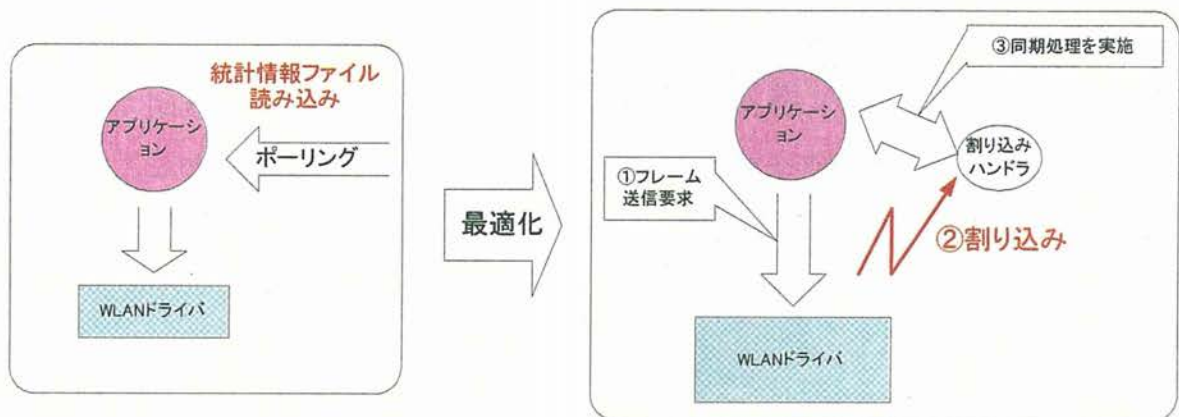 統計情報ファイル
読み込み
アプリケーシ
ョン
ポーリング
WLANドライバ
最適化
③同期処理を実施
アプリケーシ
ョン
割り込み
ハンドラ
①フレーム
送信要求
②割り込み
WLANドライバ